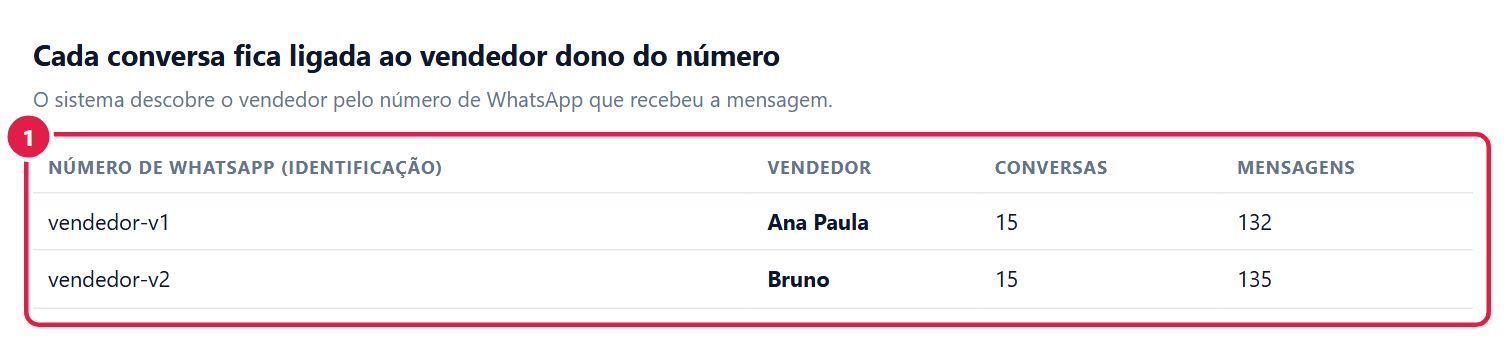 Cada conversa fica ligada ao vendedor dono do número
O sistema descobre o vendedor pelo número de WhatsApp que recebeu a mensagem.
1
NÚMERO DE WHATSAPP (IDENTIFICAÇÃO) VENDEDOR CONVERSAS MENSAGENS
vendedor-v1 Ana Paula 15 132
vendedor-v2 Bruno 15 135